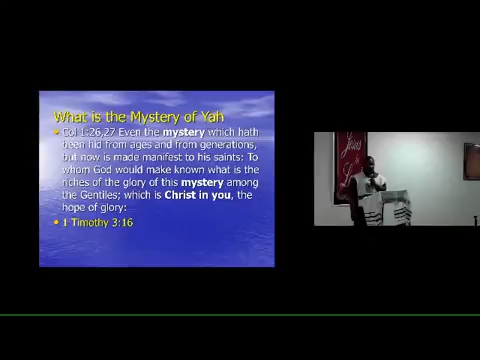 What is the Mystery of Yah
• Col 1:26,27 Even the mystery which hath
been hid from ages and from generations,
but now is made manifest to his saints: To
whom God would make known what is the
riches of the glory of this mystery among
the Gentiles; which is Christ in you, the
hope of glory:
• 1 Timothy 3:16
Jesus